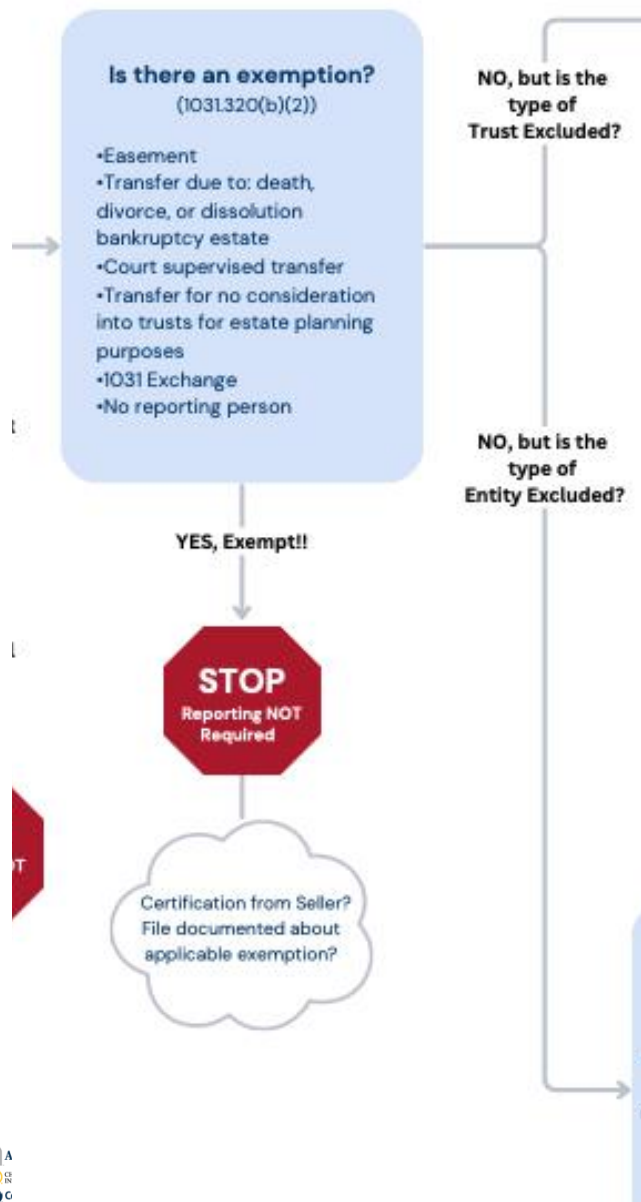 Is there an exemption?
(1031.320(b)(2))
•Easement
•Transfer due to: death,
divorce, or dissolution
bankruptcy estate
•Court supervised transfer
•Transfer for no consideration
into trusts for estate planning
purposes
•1031 Exchange
•No reporting person
NO, but is the
type of
Trust Excluded?
NO, but is the
type of
Entity Excluded?
YES, Exempt!!
STOP
Reporting NOT
Required
Certification from Seller?
File documented about
applicable exemption?